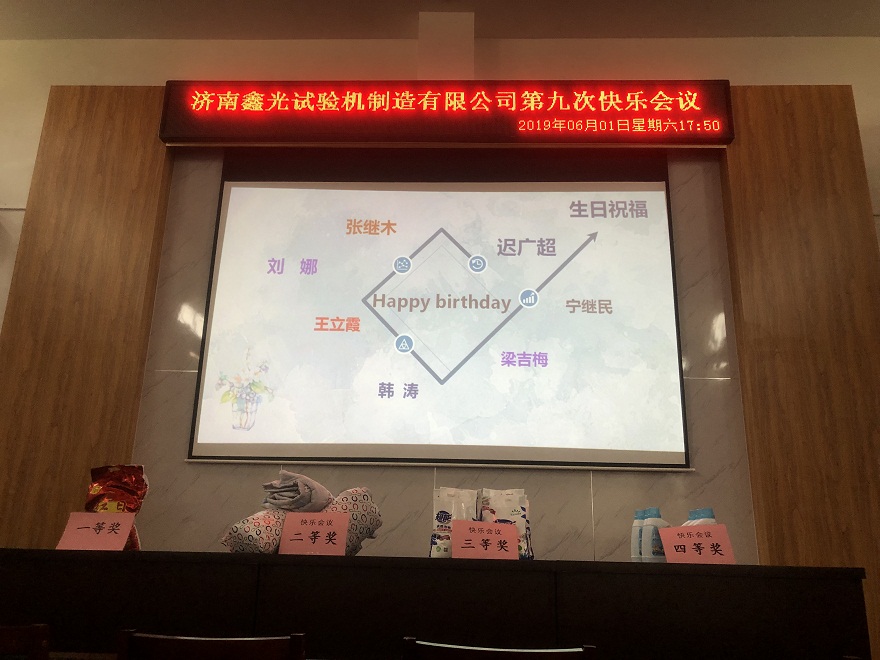 济南鑫光试验机制造有限公司第九次快乐会议
2019年06月01日星期六17:50
生日祝福
张继木
迟广超
刘 娜
Happy birthday
宁继民
王立霞
梁吉梅
韩 涛
一等奖
快乐会议
二等奖
快乐会议
三等奖
快乐会议
四等奖